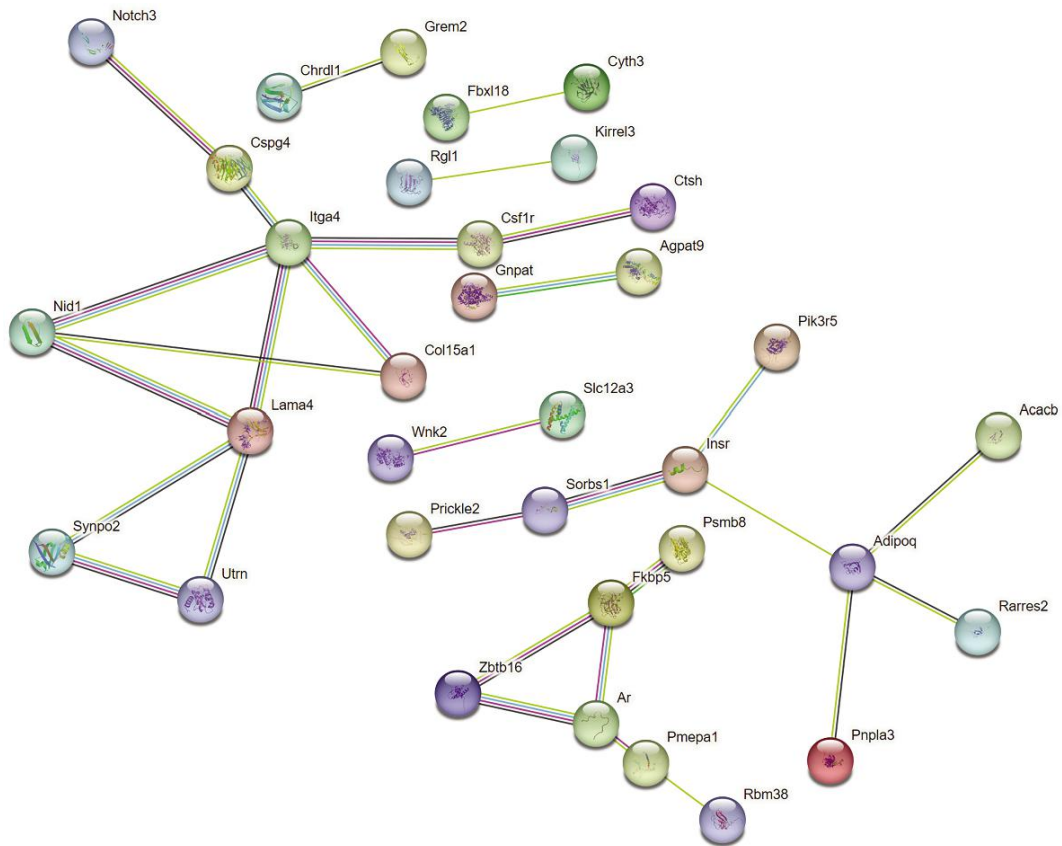 Notch3
Grem2
Chrdl1
Cyth3
Fbxl18
Cspg4
Kirrel3
Rgl1
Ctsh
Itga4
Csf1r
Agpat9
Gnpat
Nid1
Pik3r5
Col15a1
Slc12a3
Lama4
Acacb
Wnk2
Insr
Sorbs1
Prickle2
Psmb8
Synpo2
Adipoq
Fkbp5
Utrn
Rarres2
Zbtb16
Ar
Pmepa1
Pnpla3
Rbm38